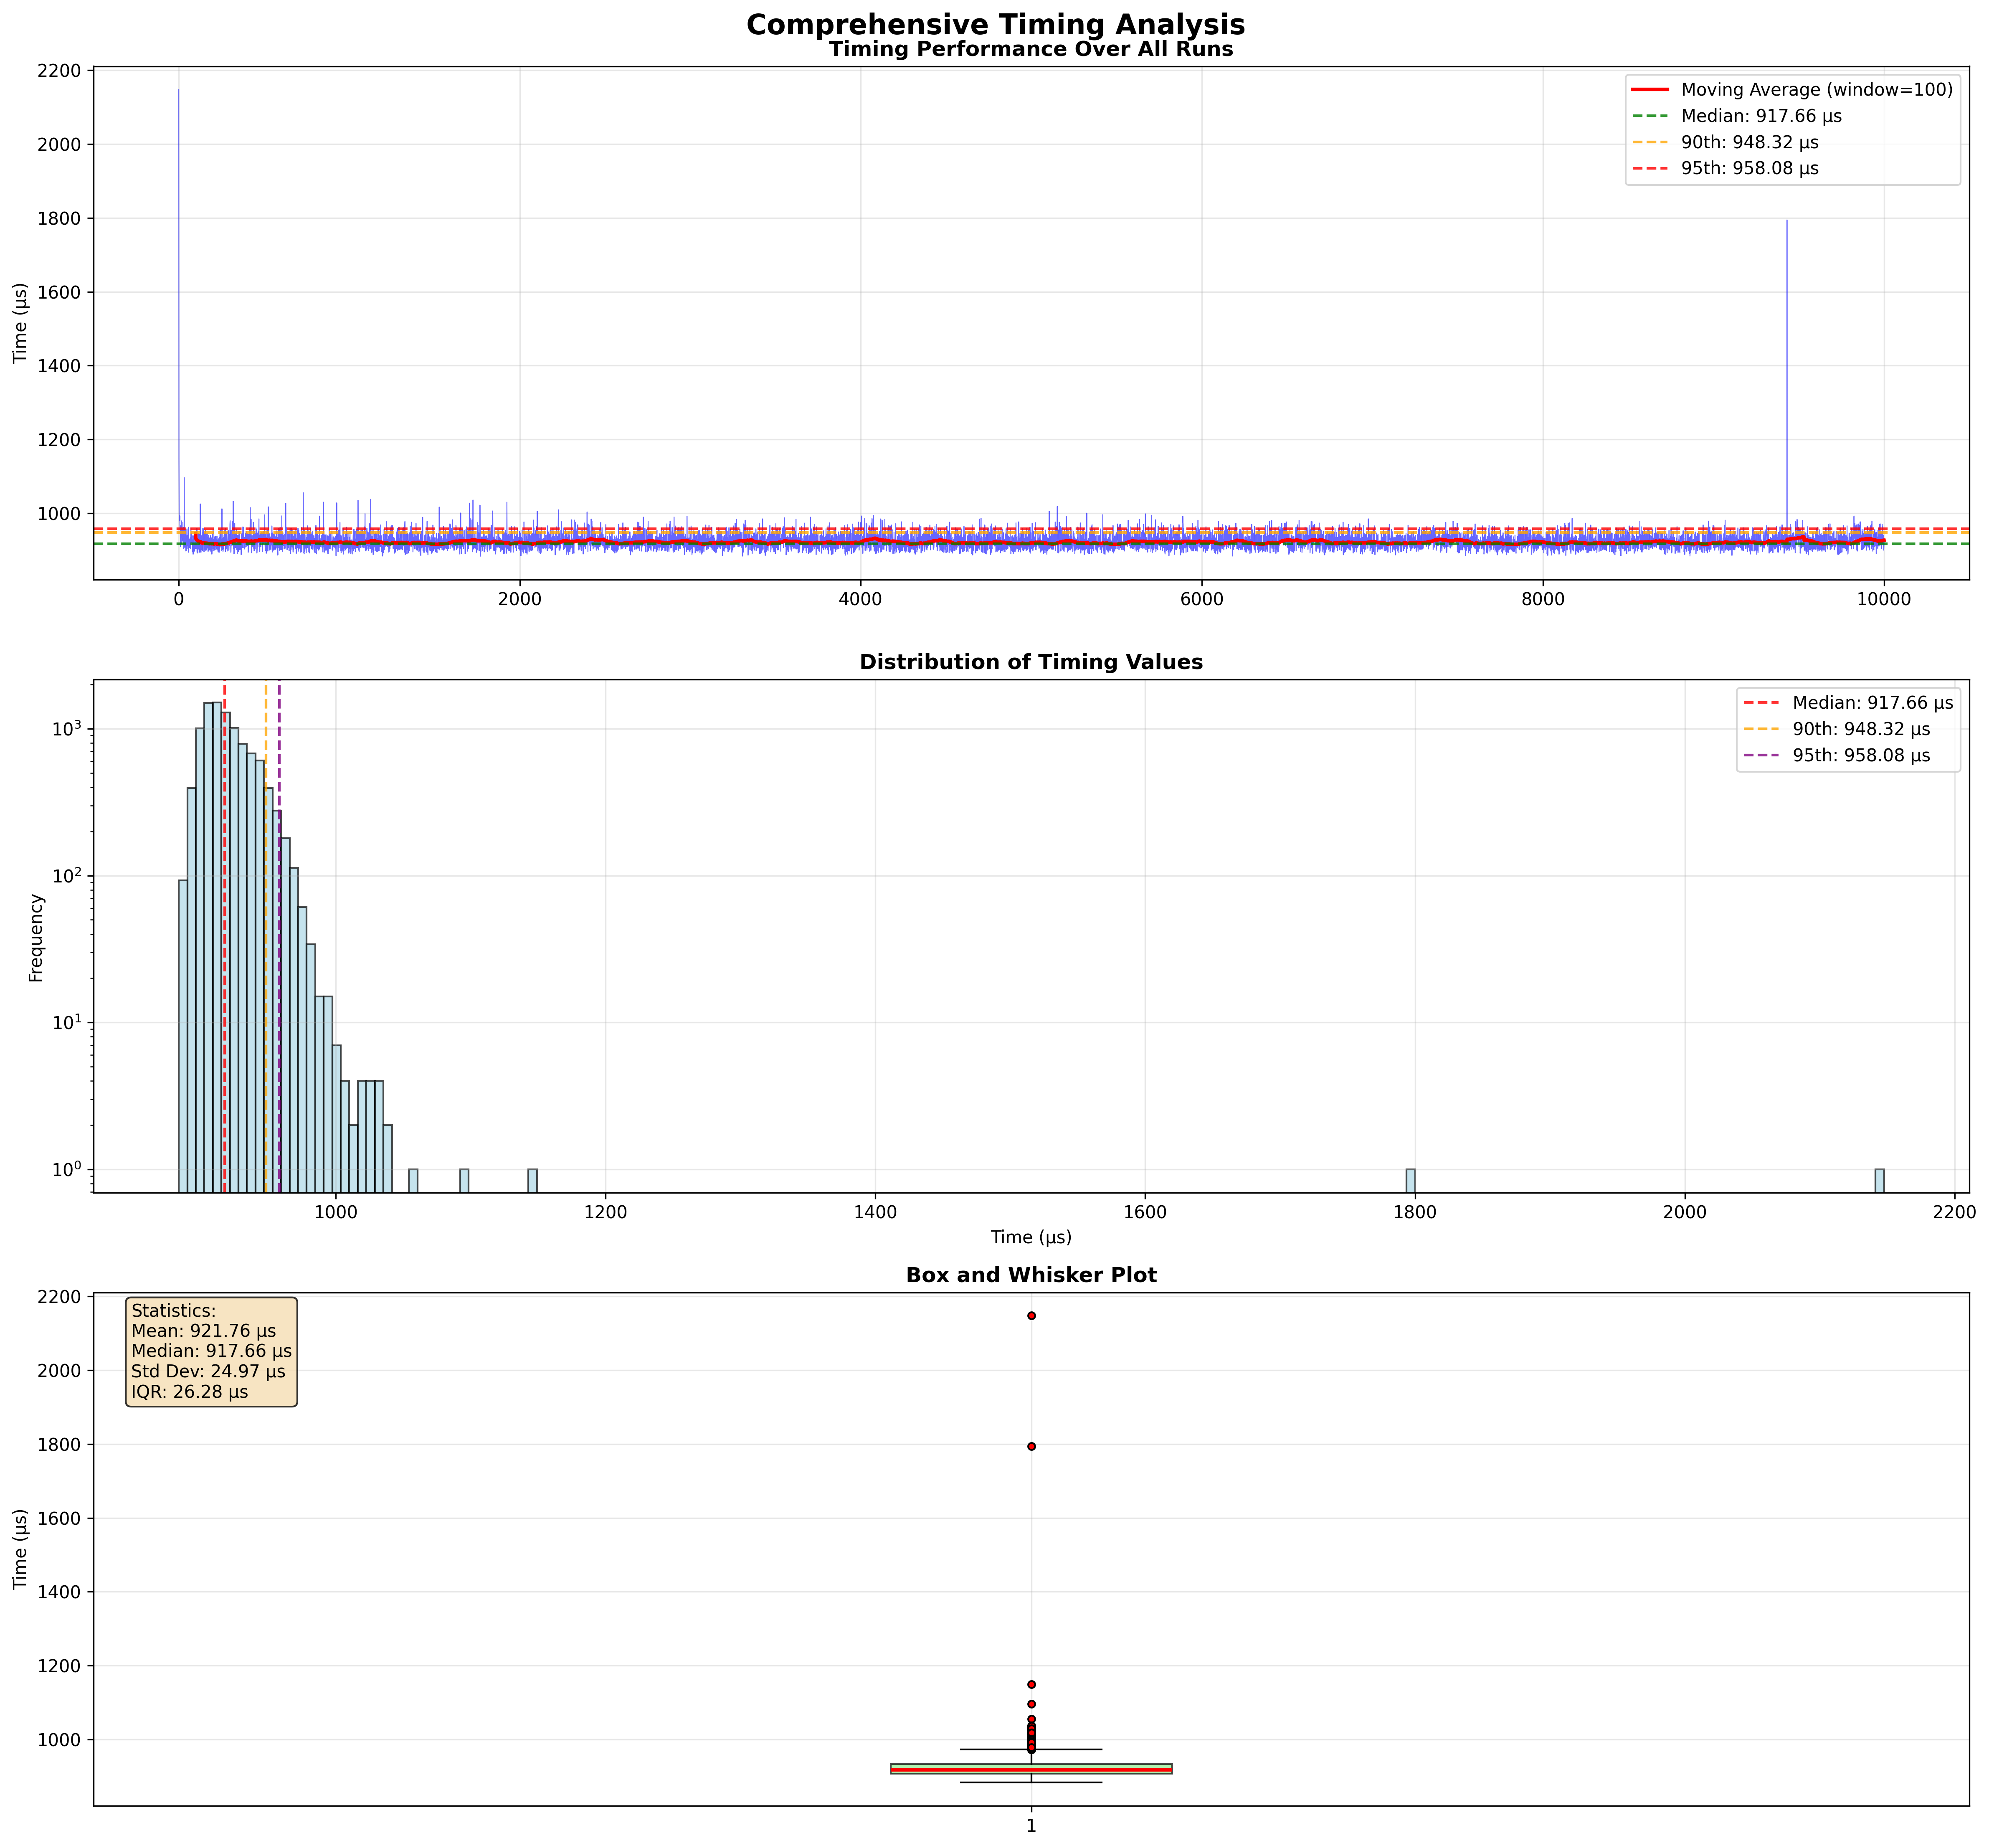 Comprehensive Timing Analysis
Timing Performance Over All Runs
2200
2000
1800
1600
1400
1200
1000
Time (µs)
Moving Average (window=100)
Median: 917.66 µs
90th: 948.32 µs
95th: 958.08 µs
0 2000 4000 6000 8000 10000
Distribution of Timing Values
10³
10²
10¹
10⁰
Frequency
Median: 917.66 µs
90th: 948.32 µs
95th: 958.08 µs
1000 1200 1400 1600 1800 2000 2200
Time (µs)
Box and Whisker Plot
2200
2000
1800
1600
1400
1200
1000
Time (µs)
Statistics:
Mean: 921.76 µs
Median: 917.66 µs
Std Dev: 24.97 µs
IQR: 26.28 µs
1